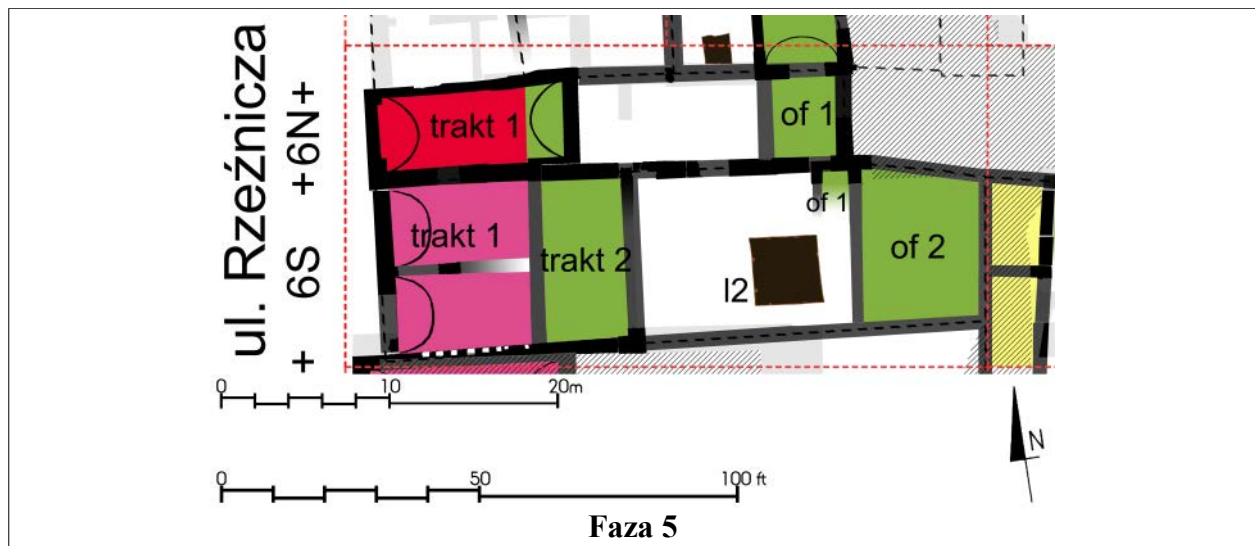 ul. Rzeźnicza
+ 6S +6N+
trakt 1
of 1
trakt 1
trakt 2
of 1
of 2
l2
0 10 20m
N
0 50 100 ft
Faza 5